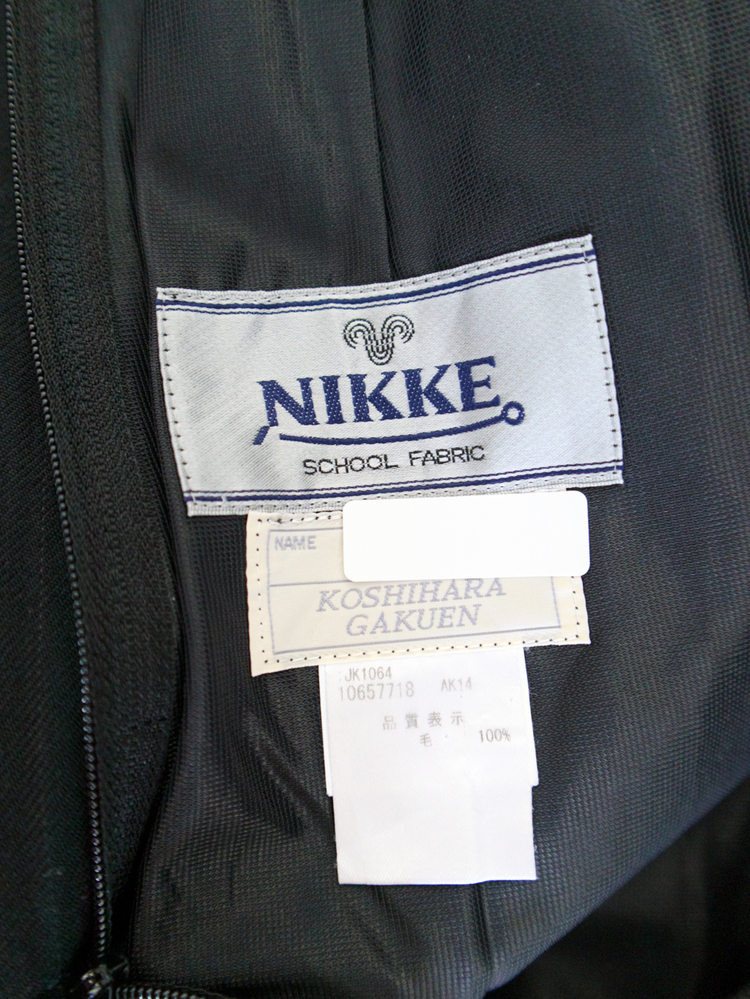 NIKKE
SCHOOL FABRIC
NAME
KOSHIHARA
GAKUEN
:JK1064
10657718 AK14
品質表示
毛 100%